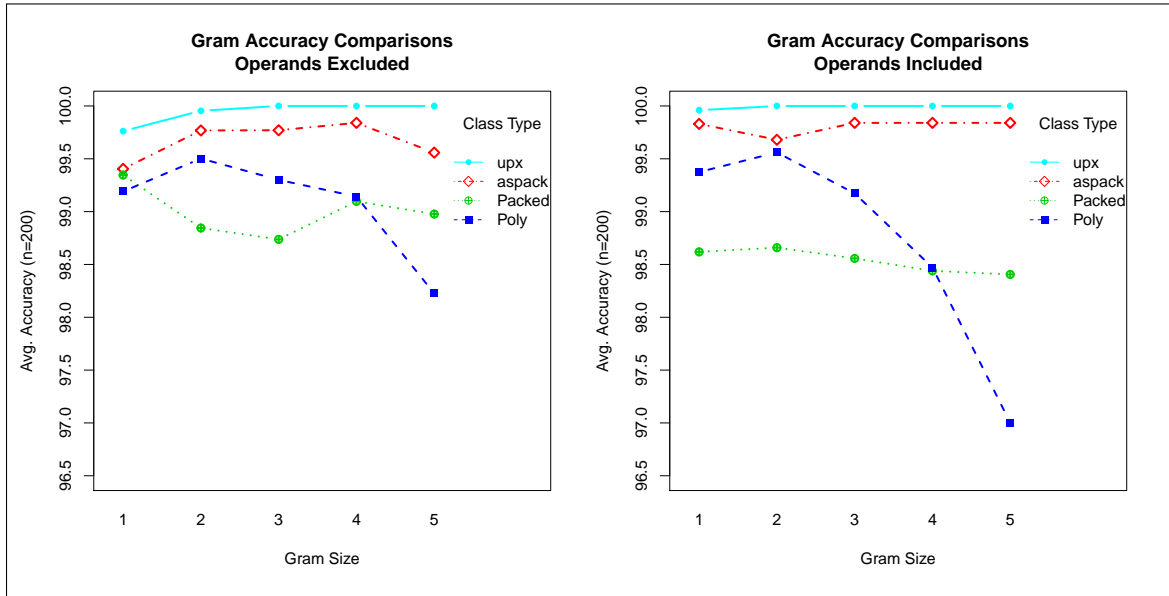 Gram Accuracy Comparisons
Operands Excluded
100.0
99.5
99.0
98.5
98.0
97.5
97.0
96.5
Avg. Accuracy (n=200)
Class Type
upx
aspack
Packed
Poly
1 2 3 4 5
Gram Size
Gram Accuracy Comparisons
Operands Included
100.0
99.5
99.0
98.5
98.0
97.5
97.0
96.5
Avg. Accuracy (n=200)
Class Type
upx
aspack
Packed
Poly
1 2 3 4 5
Gram Size